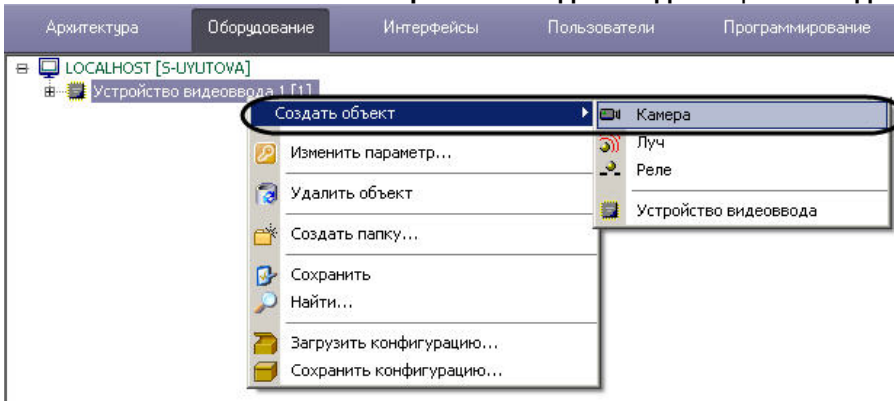 Архитектура Оборудование Интерфейсы Пользователи Программирование
LOCALHOST [S-UYUTOVA]
Устройство видеоввода 1 [1]
Создать объект
Камера
Изменить параметр...
Луч
Реле
Удалить объект
Устройство видеоввода
Создать папку...
Сохранить
Найти...
Загрузить конфигурацию...
Сохранить конфигурацию...